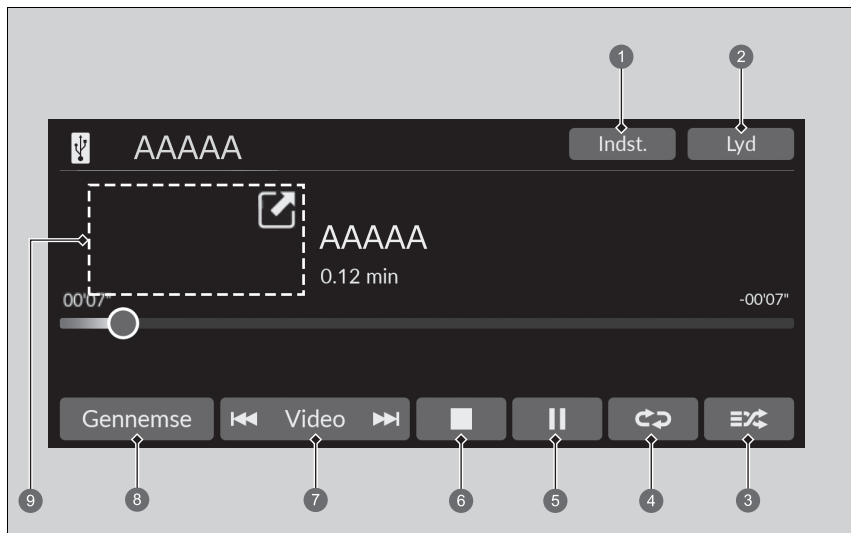 1 2
AAAAA Indst. Lyd
AAAAA
0.12 min
00'07" -00'07"
Gennemse Video
9 8 7 6 5 4 3